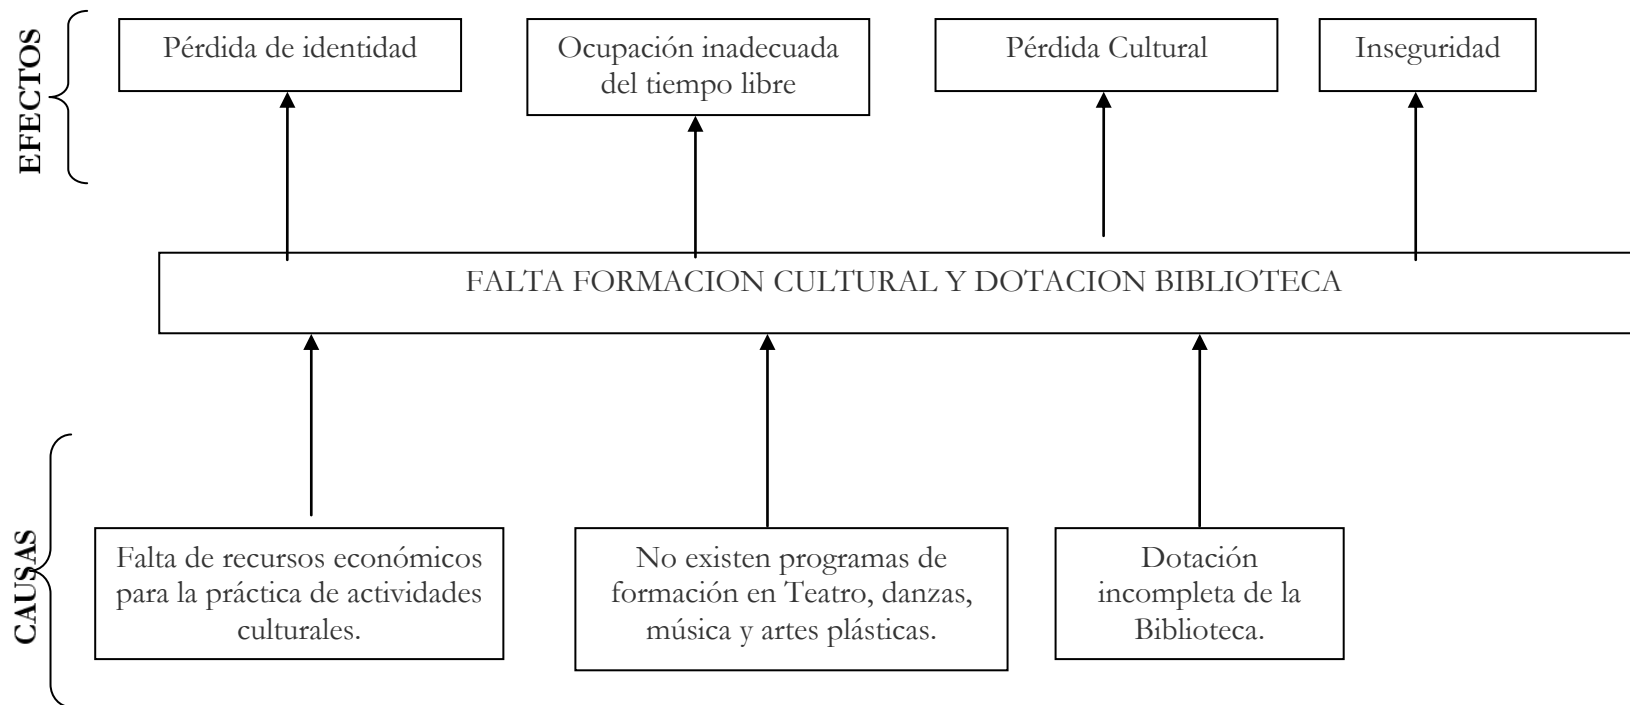 EFECTOS
Pérdida de identidad
Ocupación inadecuada
del tiempo libre
Pérdida Cultural
Inseguridad
FALTA FORMACION CULTURAL Y DOTACION BIBLIOTECA
CAUSAS
Falta de recursos económicos
para la práctica de actividades
culturales.
No existen programas de
formación en Teatro, danzas,
música y artes plásticas.
Dotación
incompleta de la
Biblioteca.